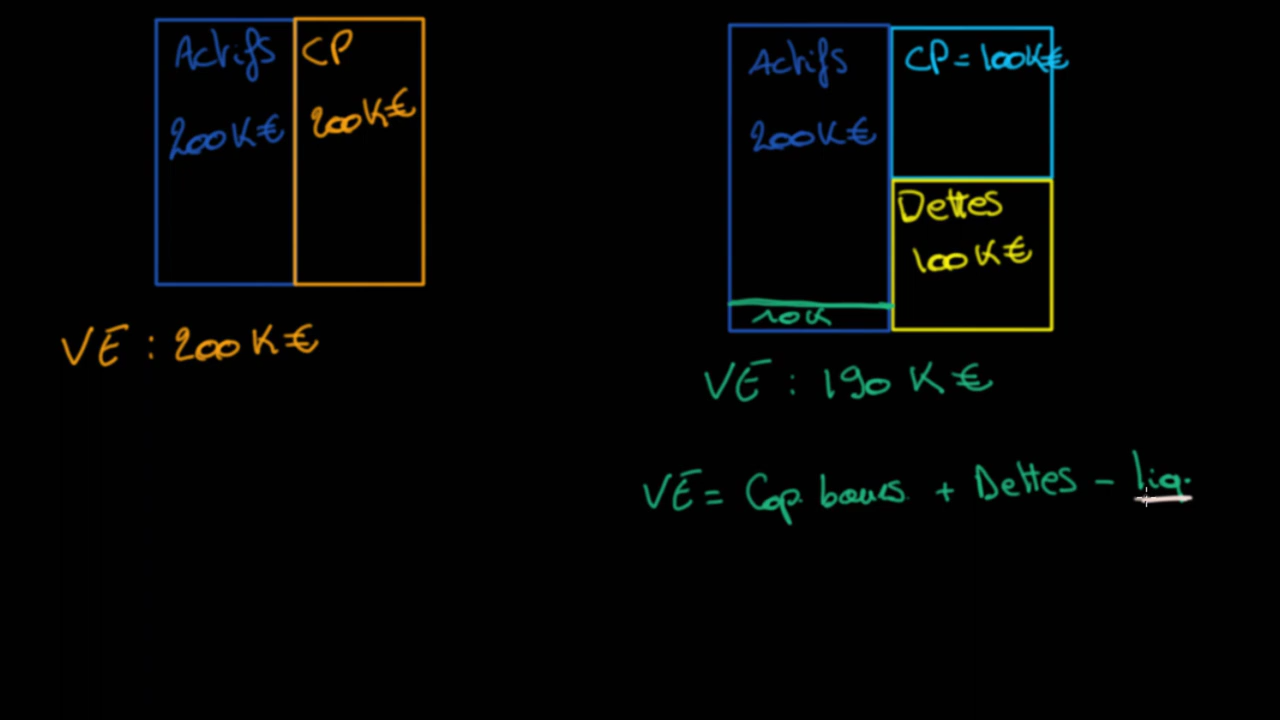 Actifs
200K€
CP
200K€
VE : 200K€
Actifs
200K€
10K
CP = 100K€
Dettes
100K€
VE : 190 K€
VE = Cap. bours. + Dettes - liq.